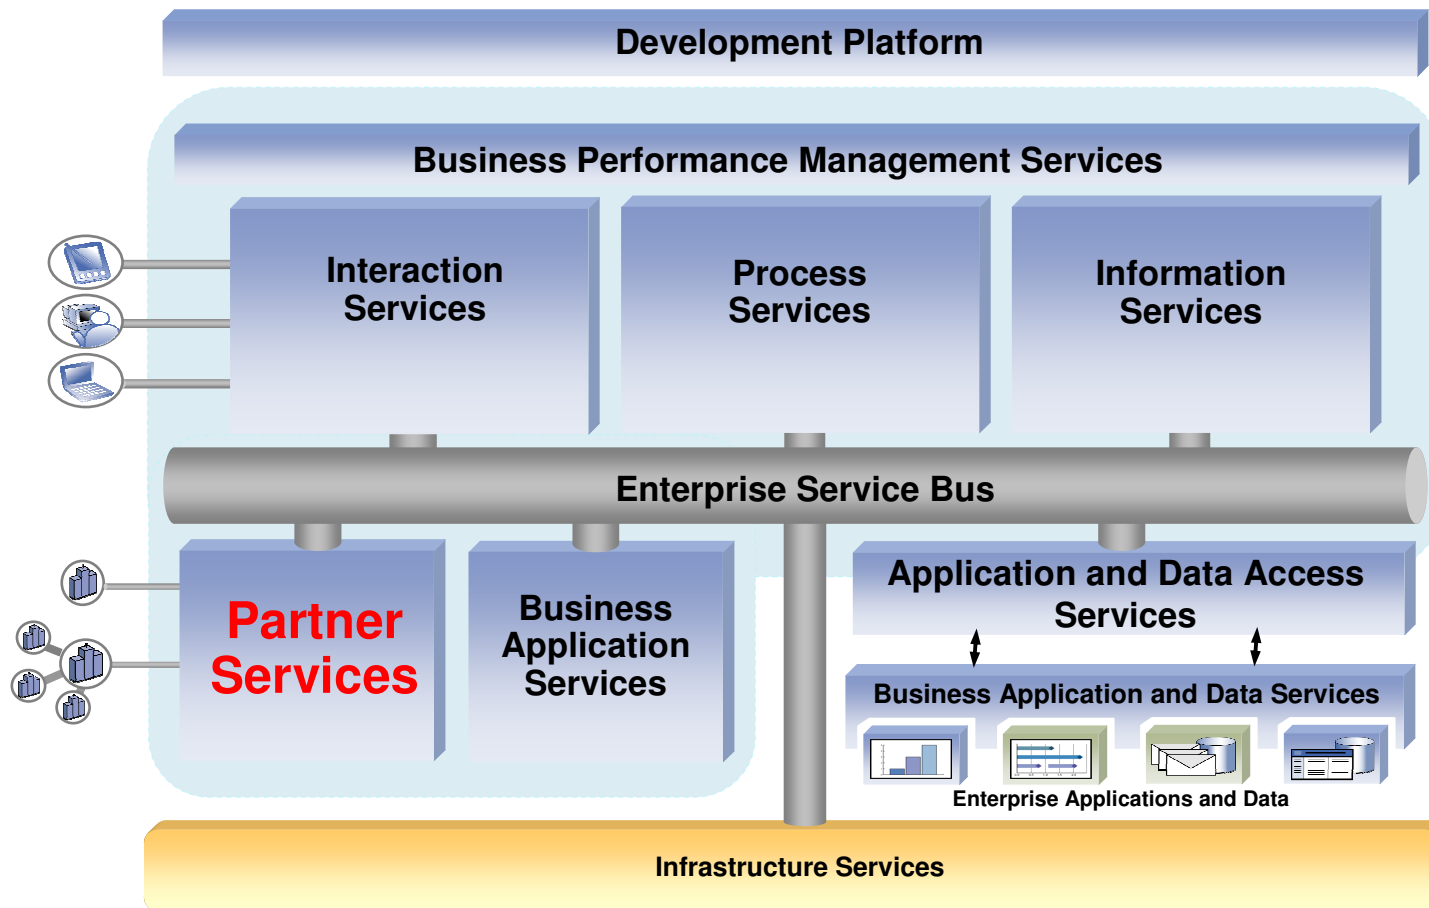 Development Platform
Business Performance Management Services
Interaction
Services
Process
Services
Information
Services
Enterprise Service Bus
Partner
Services
Business
Application
Services
Application and Data Access
Services
Business Application and Data Services
Enterprise Applications and Data
Infrastructure Services